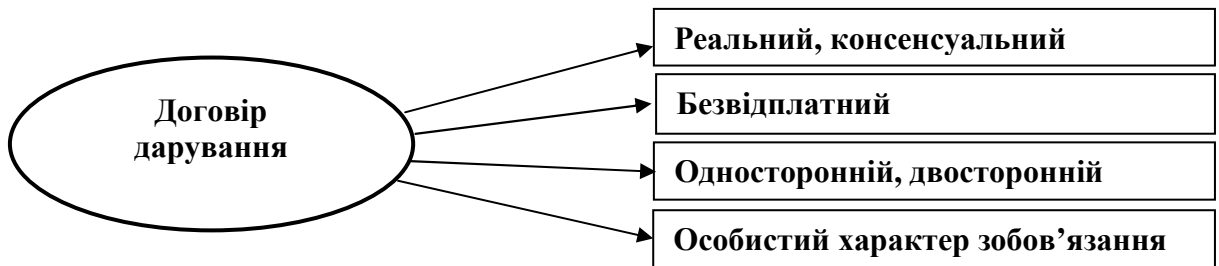 Договір
дарування
Реальний, консенсуальний
Безвідплатний
Односторонній, двосторонній
Особистий характер зобов’язання